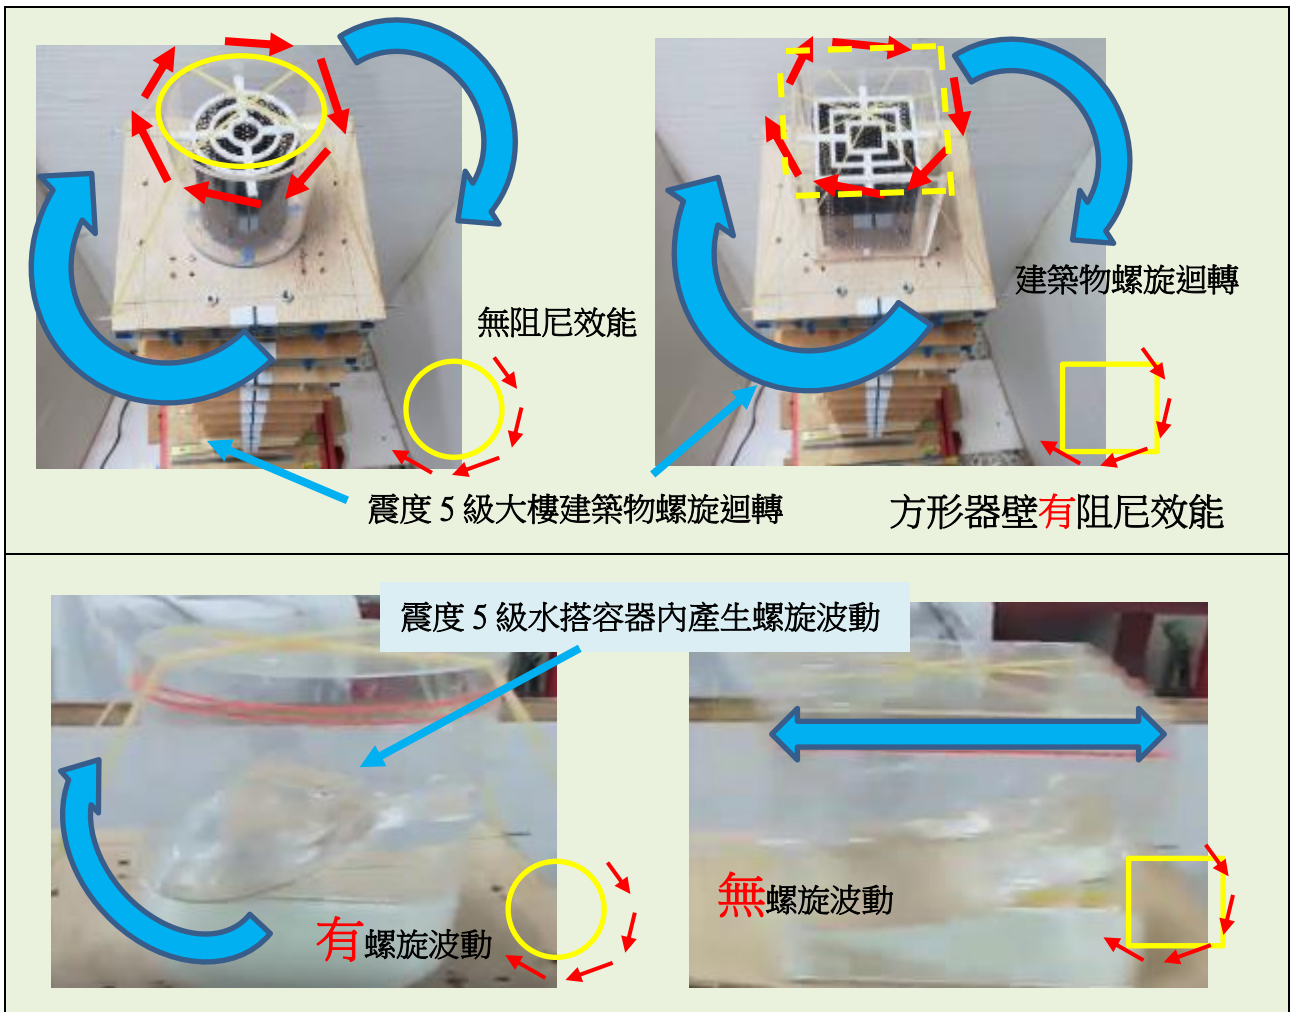 無阻尼效能
建築物螺旋迴轉
震度 5 級大樓建築物螺旋迴轉
方形器壁有阻尼效能
震度 5 級水搭容器內產生螺旋波動
有螺旋波動
無螺旋波動